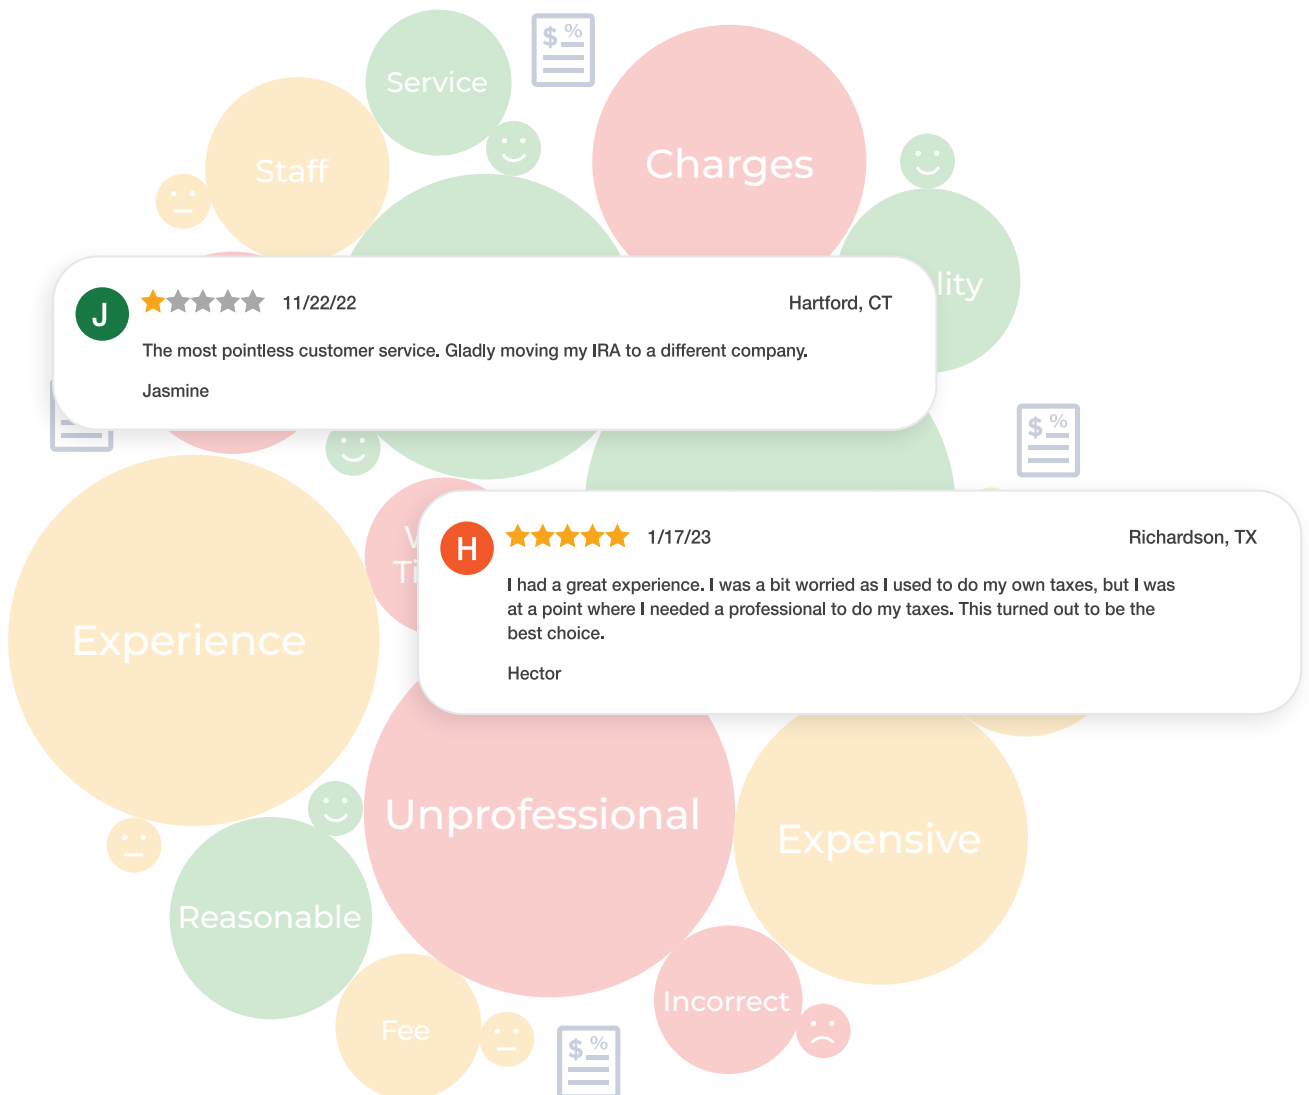 $ %
Service
Staff
Charges
lity
11/22/22
Hartford, CT
J
The most pointless customer service. Gladly moving my IRA to a different company.
Jasmine
$ %
1/17/23
Richardson, TX
H
I had a great experience. I was a bit worried as I used to do my own taxes, but I was
at a point where I needed a professional to do my taxes. This turned out to be the
best choice.
Hector
Experience
Unprofessional
Expensive
Reasonable
Incorrect
Fee
$ %